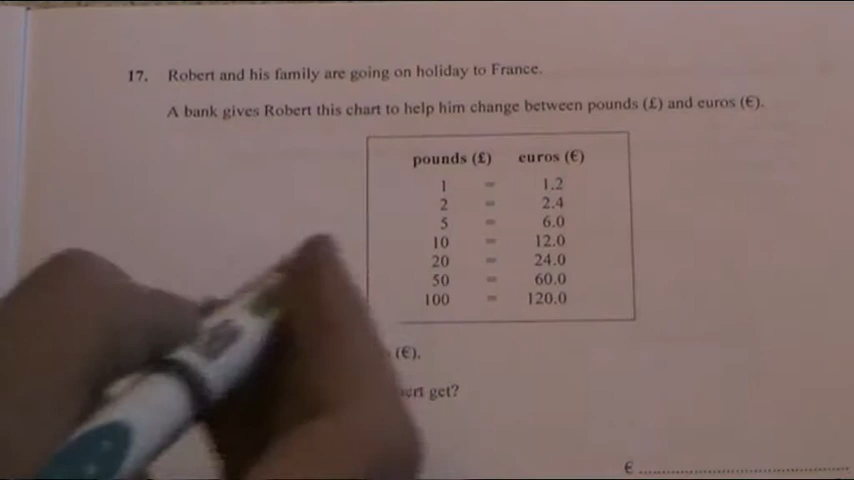 17. Robert and his family are going on holiday to France.
A bank gives Robert this chart to help him change between pounds (£) and euros (€).
pounds (£) euros (€)
1 = 1.2
2 = 2.4
5 = 6.0
10 = 12.0
20 = 24.0
50 = 60.0
100 = 120.0
(€).
get?
€